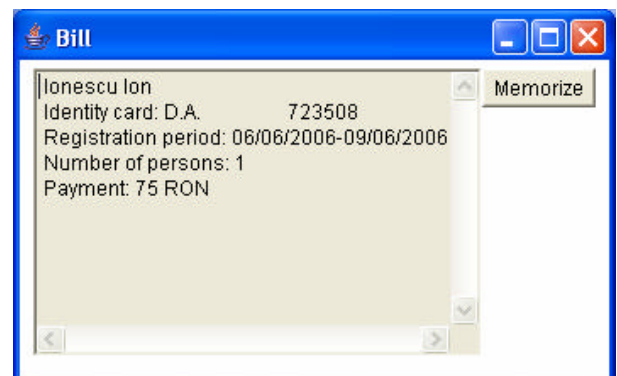 Bill
Ionescu Ion
Memorize
Identity card: D.A. 723508
Registration period: 06/06/2006-09/06/2006
Number of persons: 1
Payment: 75 RON